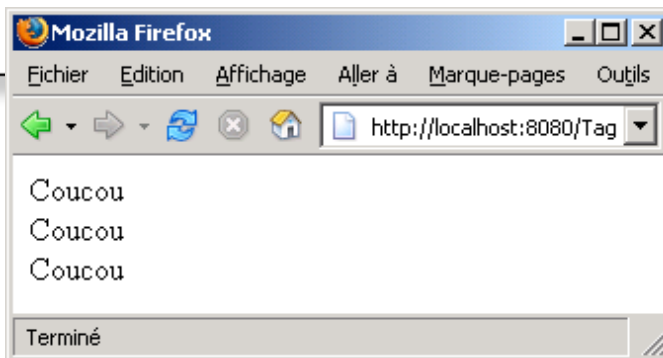 Mozilla Firefox
Fichier Edition Affichage Aller à Marque-pages Outils
http://localhost:8080/Tag
Coucou
Coucou
Coucou
Terminé